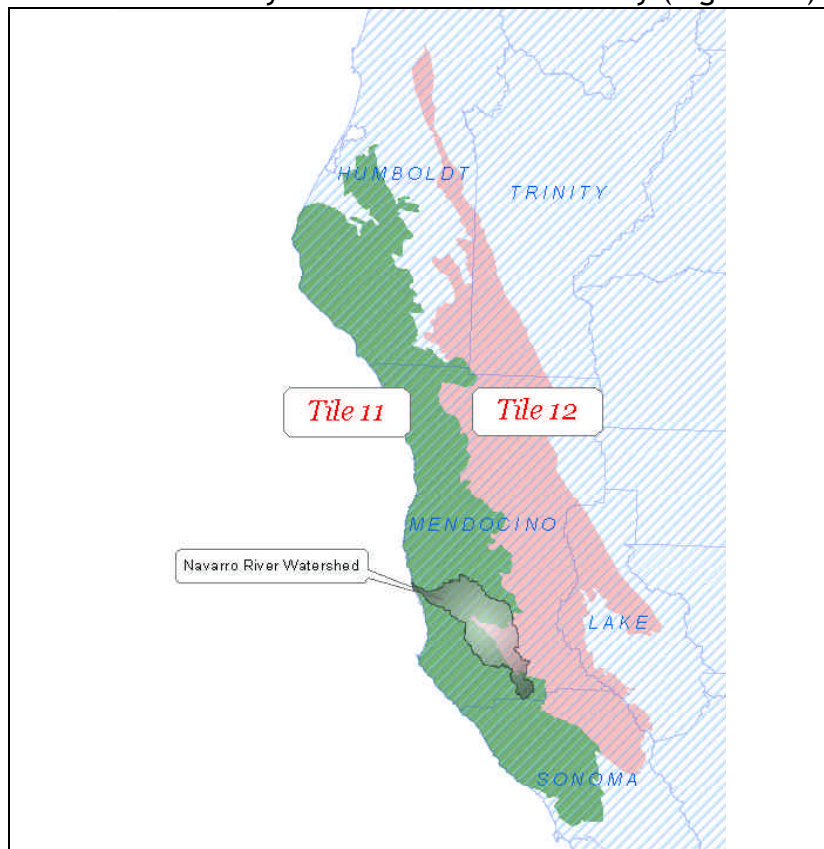 HUMBOLDT
TRINITY
Tile 11
Tile 12
MENDOCINO
Navarro River Watershed
LAKE
SONOMA